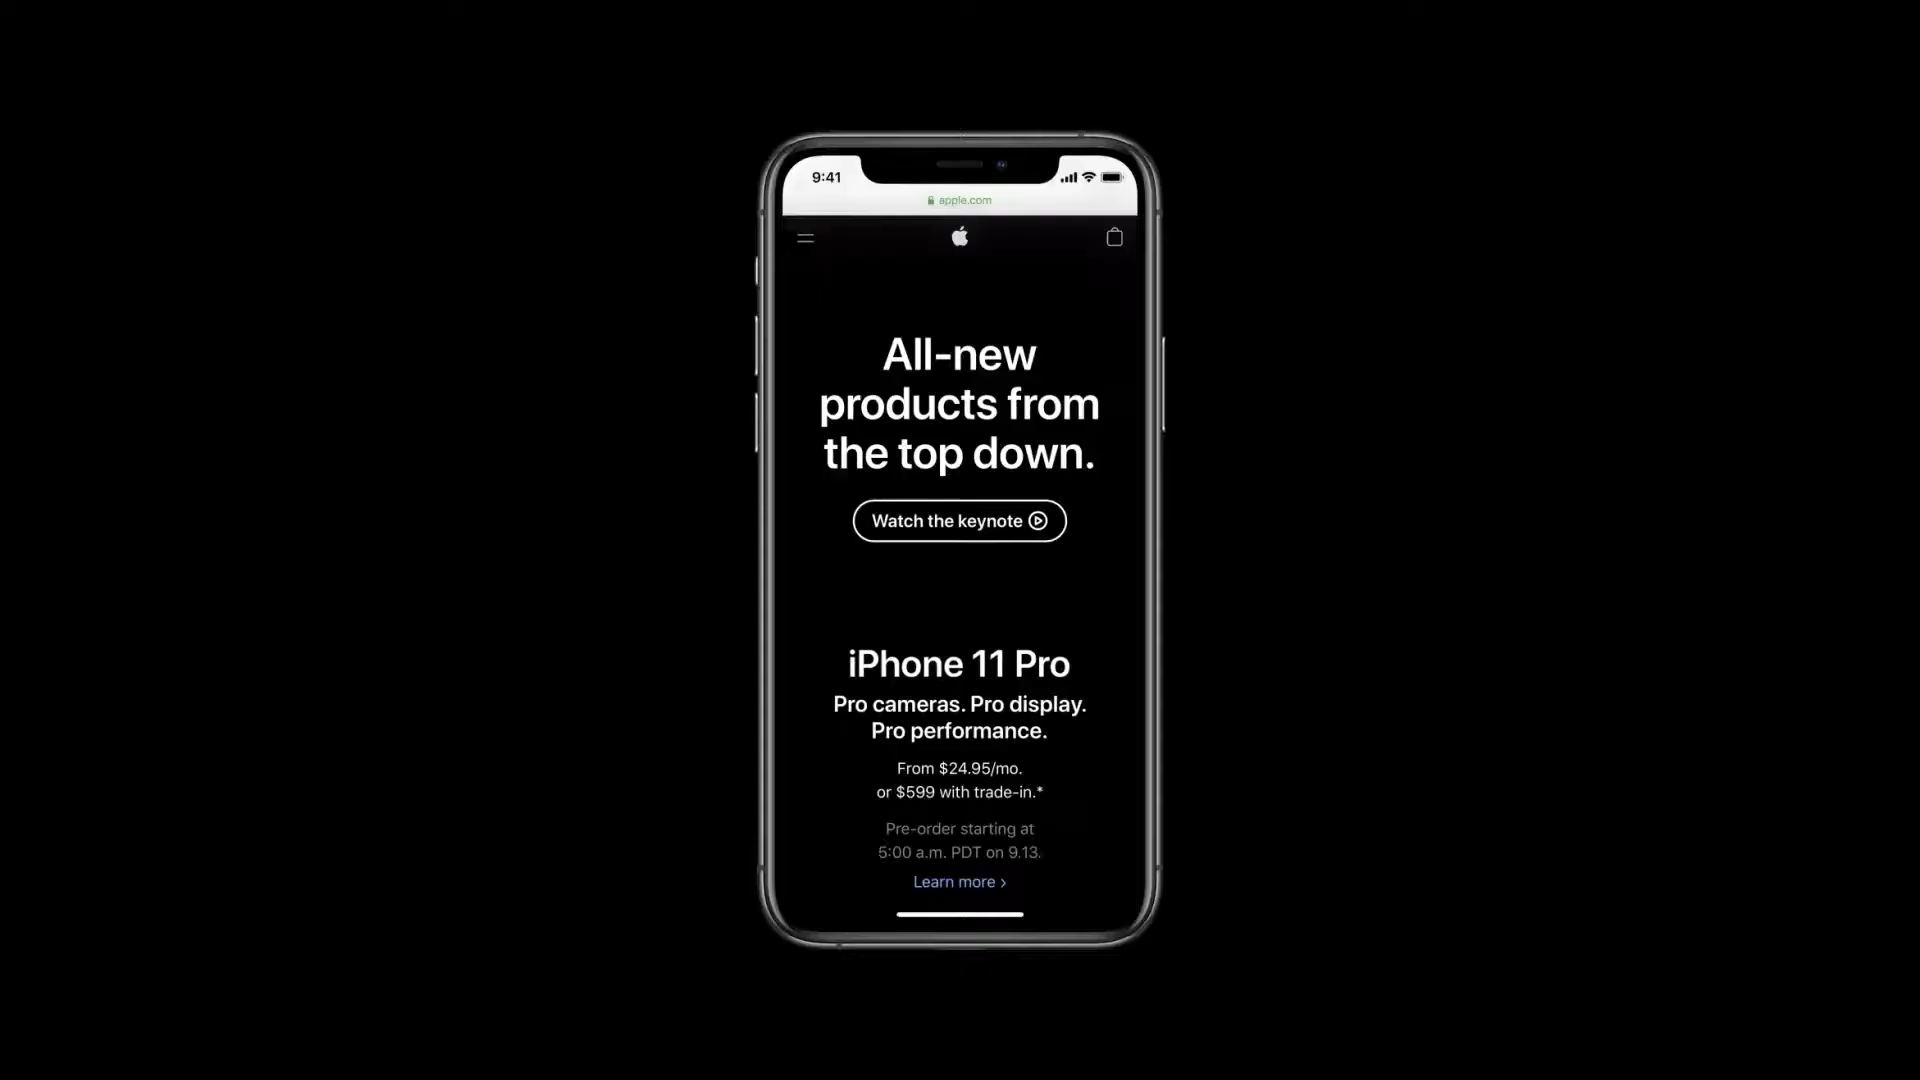 9:41
apple.com
All-new
products from
the top down.
Watch the keynote
iPhone 11 Pro
Pro cameras. Pro display.
Pro performance.
From $24.95/mo.
or $599 with trade-in.*
Pre-order starting at
5:00 a.m. PDT on 9.13.
Learn more >